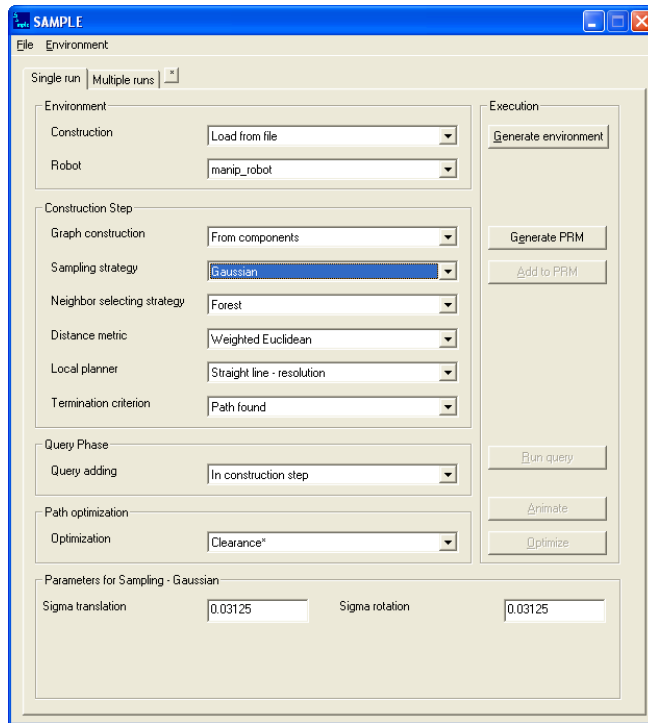 SAMPLE
File Environment
Single run Multiple runs *
Environment
Construction Load from file
Robot manip_robot
Construction Step
Graph construction From components
Sampling strategy Gaussian
Neighbor selecting strategy Forest
Distance metric Weighted Euclidean
Local planner Straight line - resolution
Termination criterion Path found
Query Phase
Query adding In construction step
Path optimization
Optimization Clearance*
Execution
Generate environment
Generate PRM
Add to PRM
Run query
Animate
Optimize
Parameters for Sampling - Gaussian
Sigma translation 0.03125 Sigma rotation 0.03125